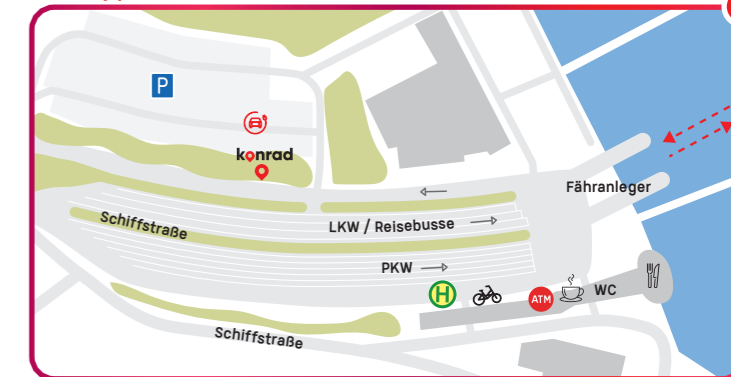 P
konrad
Fähranleger
Schiffstraße
LKW / Reisebusse
PKW
H
ATM
WC
Schiffstraße